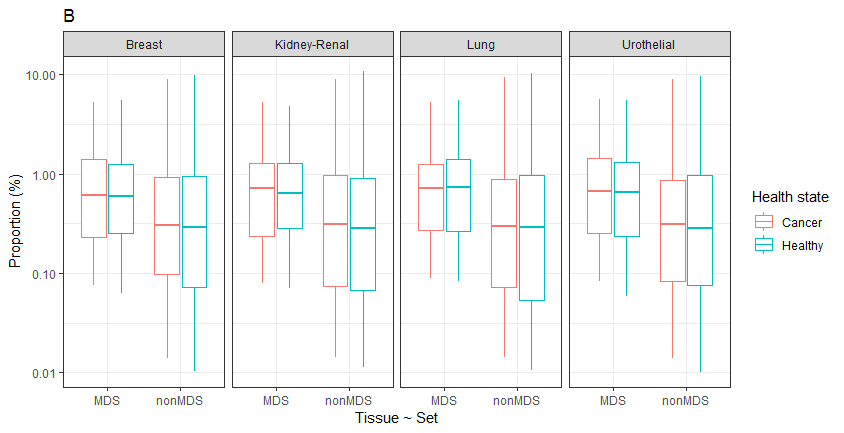 B
Breast
Kidney-Renal
Lung
Urothelial
Proportion (%)
10.00
1.00
0.10
0.01
MDS
nonMDS
MDS
nonMDS
MDS
nonMDS
MDS
nonMDS
Tissue ~ Set
Health state
Cancer
Healthy